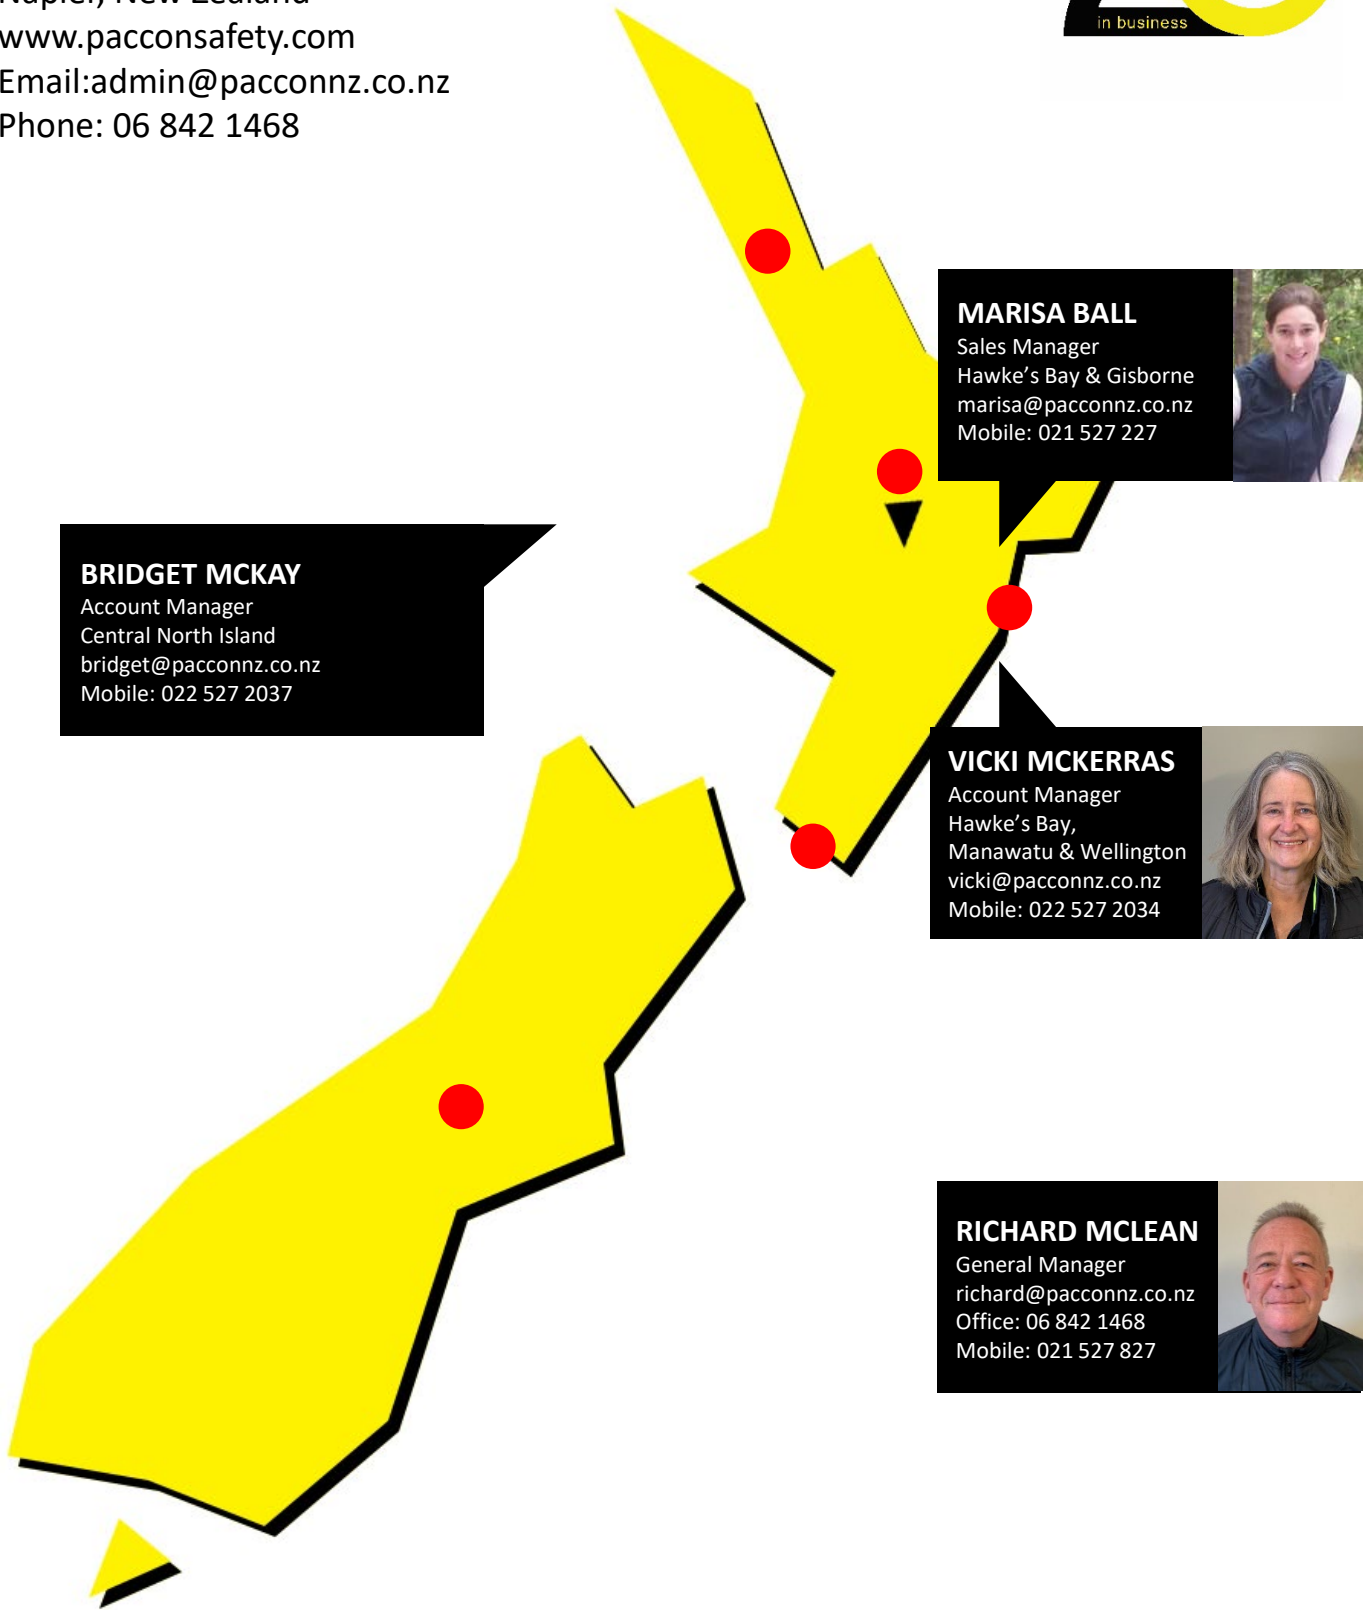 Napier, New Zealand
www.pacconsafety.com
Email:admin@pacconnz.co.nz
Phone: 06 842 1468
in business
MARISA BALL
Sales Manager
Hawke's Bay & Gisborne
marisa@pacconnz.co.nz
Mobile: 021 527 227
BRIDGET MCKAY
Account Manager
Central North Island
bridget@pacconnz.co.nz
Mobile: 022 527 2037
VICKI MCKERRAS
Account Manager
Hawke's Bay,
Manawatu & Wellington
vicki@pacconnz.co.nz
Mobile: 022 527 2034
RICHARD MCLEAN
General Manager
richard@pacconnz.co.nz
Office: 06 842 1468
Mobile: 021 527 827